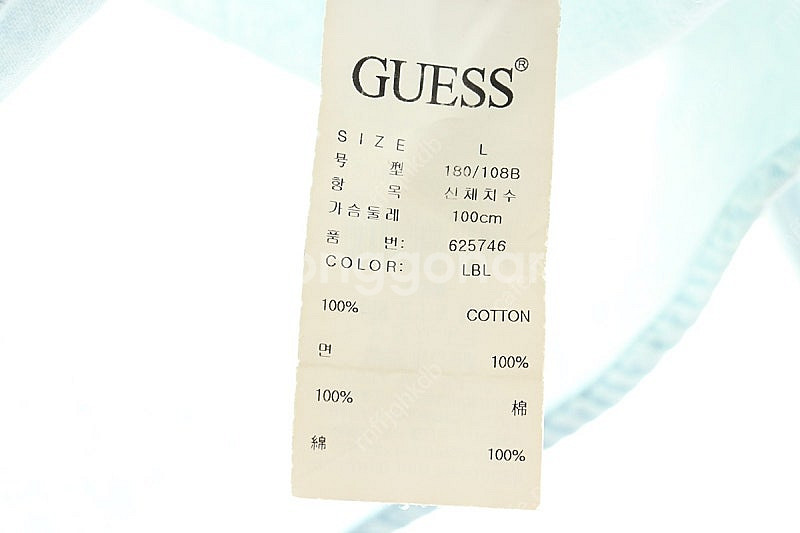 GUESS®
SIZE L
号型 180/108B
항목 신체치수
가슴둘레 100cm
품번: 625746
COLOR: LBL
100% COTTON
면 100%
100% 棉
綿 100%